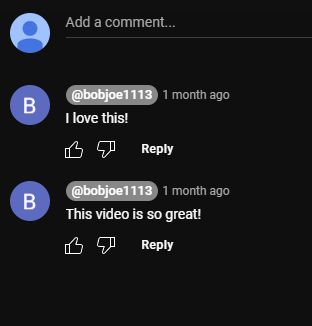 Add a comment...
B
@bobjoe1113 1 month ago
I love this!
Reply
B
@bobjoe1113 1 month ago
This video is so great!
Reply